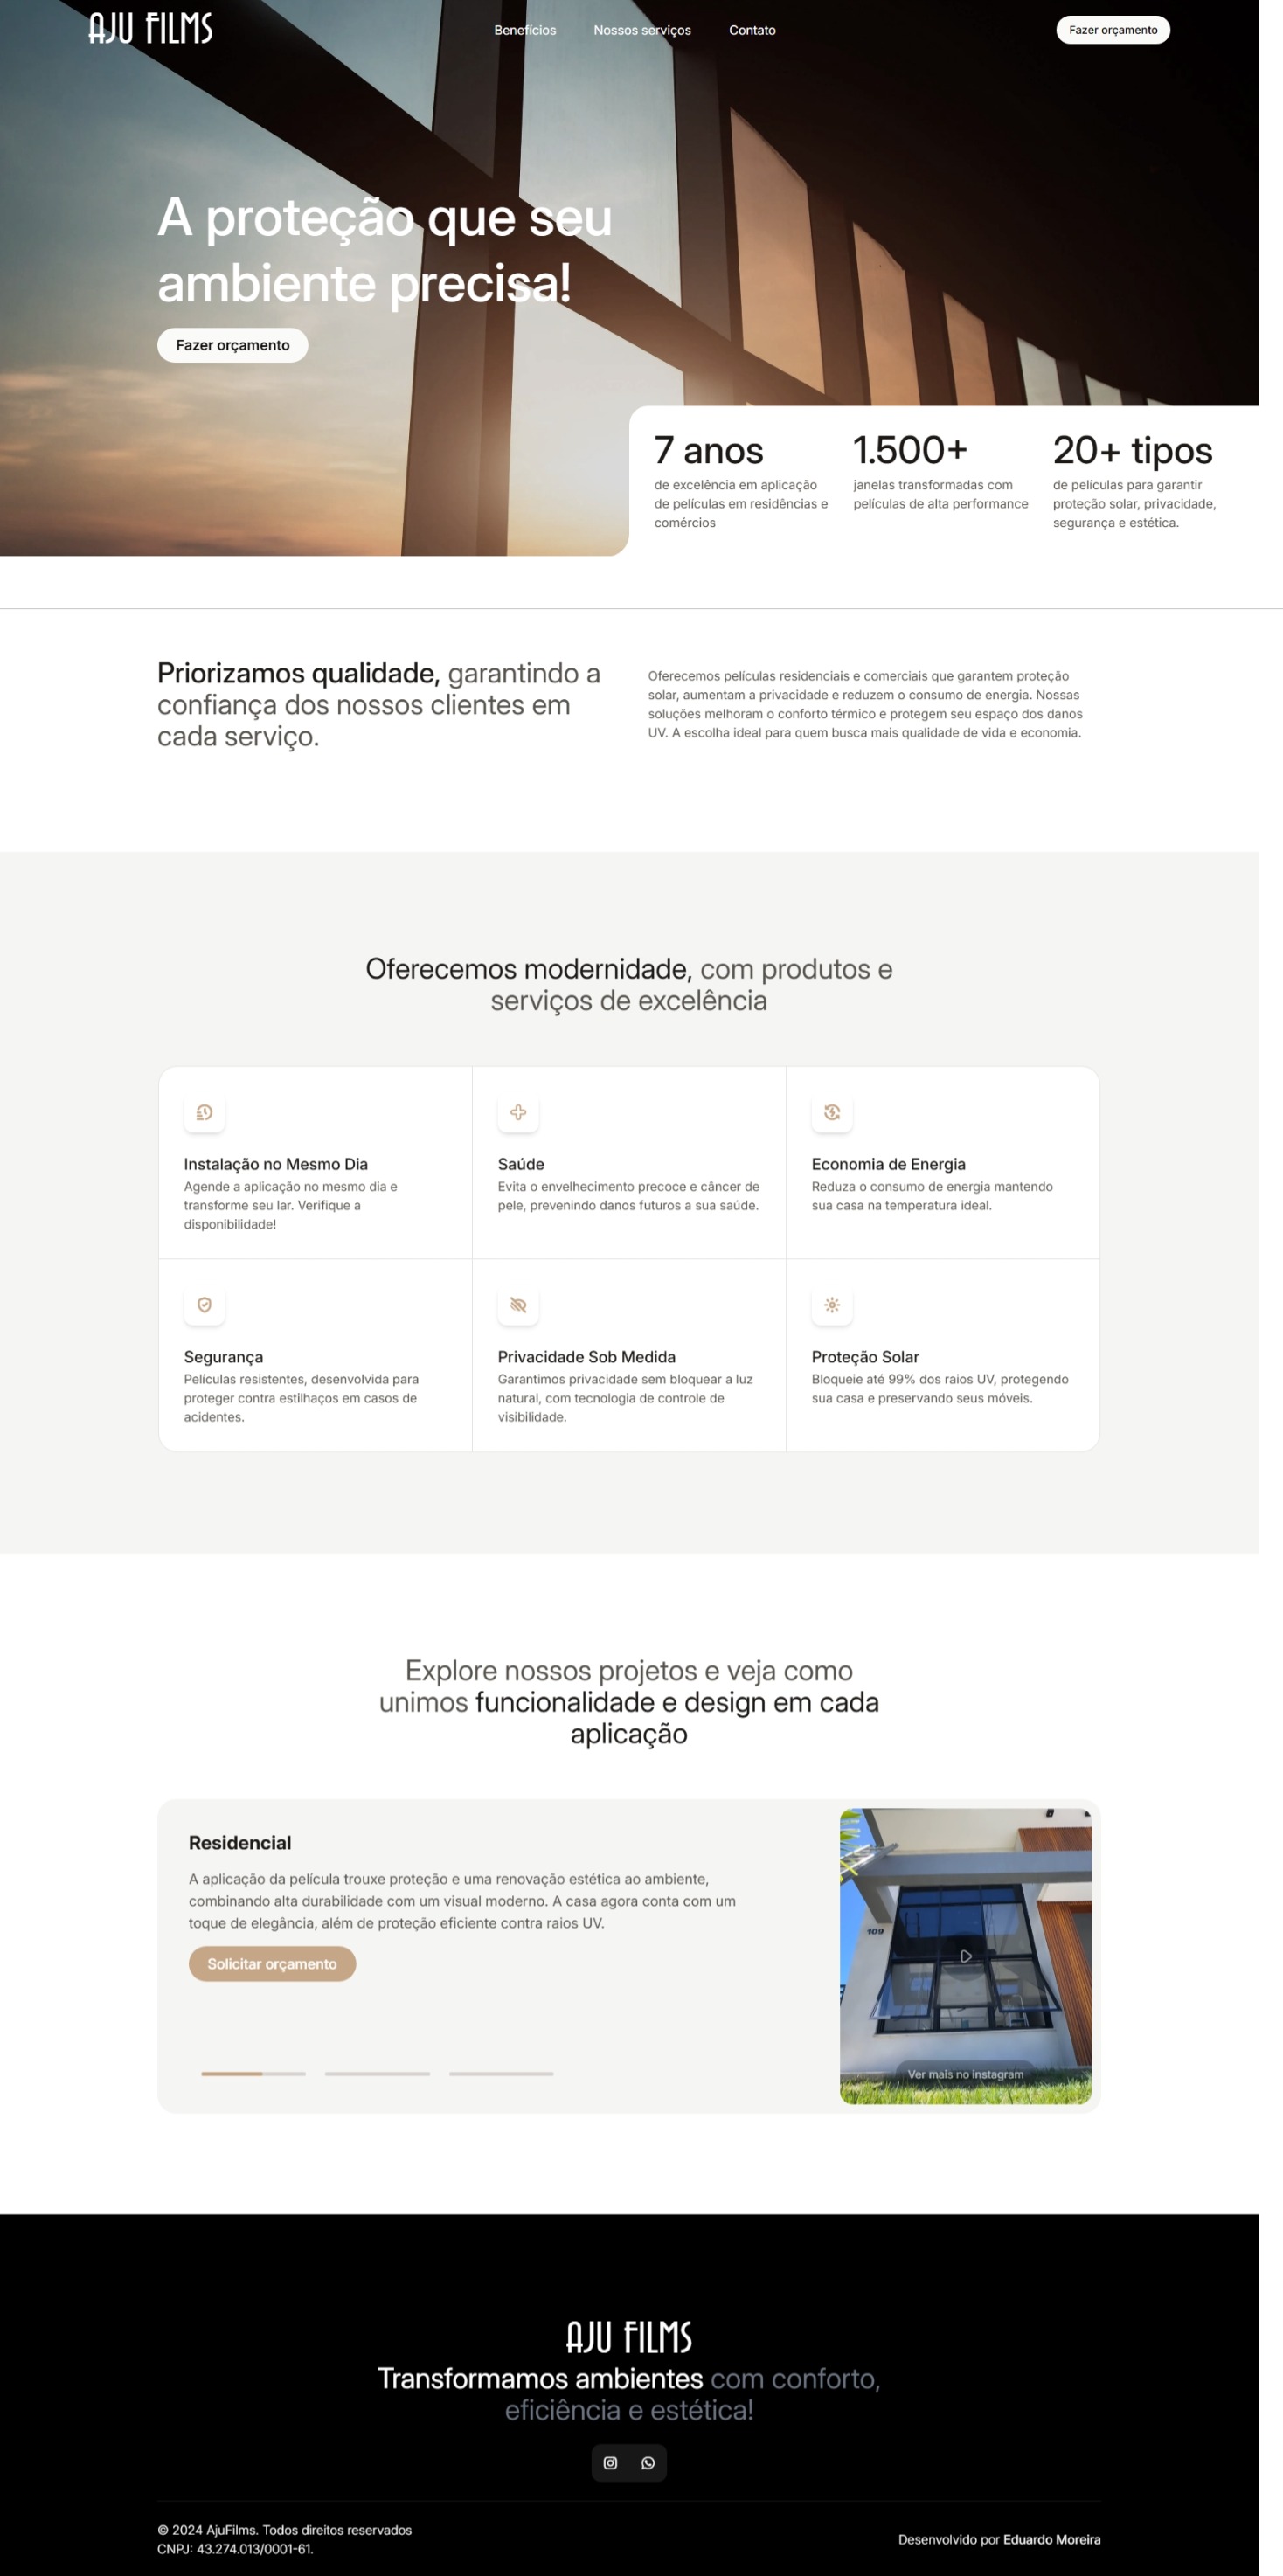 AJU FILMS
Benefícios
Nossos serviços
Contato
Fazer orçamento
A proteção que seu
ambiente precisa!
Fazer orçamento
7 anos
de excelência em aplicação
de películas em residências e
comércios
1.500+
janelas transformadas com
películas de alta performance
20+ tipos
de películas para garantir
proteção solar, privacidade,
segurança e estética.
Priorizamos qualidade, garantindo a
confiança dos nossos clientes em
cada serviço.
Oferecemos películas residenciais e comerciais que garantem proteção
solar, aumentam a privacidade e reduzem o consumo de energia. Nossas
soluções melhoram o conforto térmico e protegem seu espaço dos danos
UV. A escolha ideal para quem busca mais qualidade de vida e economia.
Oferecemos modernidade, com produtos e
serviços de excelência
Instalação no Mesmo Dia
Agende a aplicação no mesmo dia e
transforme seu lar. Verifique a
disponibilidade!
Saúde
Evita o envelhecimento precoce e câncer de
pele, prevenindo danos futuros a sua saúde.
Economia de Energia
Reduza o consumo de energia mantendo
sua casa na temperatura ideal.
Segurança
Películas resistentes, desenvolvida para
proteger contra estilhaços em casos de
acidentes.
Privacidade Sob Medida
Garantimos privacidade sem bloquear a luz
natural, com tecnologia de controle de
visibilidade.
Proteção Solar
Bloqueie até 99% dos raios UV, protegendo
sua casa e preservando seus móveis.
Explore nossos projetos e veja como
unimos funcionalidade e design em cada
aplicação
Residencial
A aplicação da película trouxe proteção e uma renovação estética ao ambiente,
combinando alta durabilidade com um visual moderno. A casa agora conta com um
toque de elegância, além de proteção eficiente contra raios UV.
Solicitar orçamento
109
Ver mais no instagram
AJU FILMS
Transformamos ambientes com conforto,
eficiência e estética!
© 2024 AjuFilms. Todos direitos reservados
CNPJ: 43.274.013/0001-61.
Desenvolvido por Eduardo Moreira